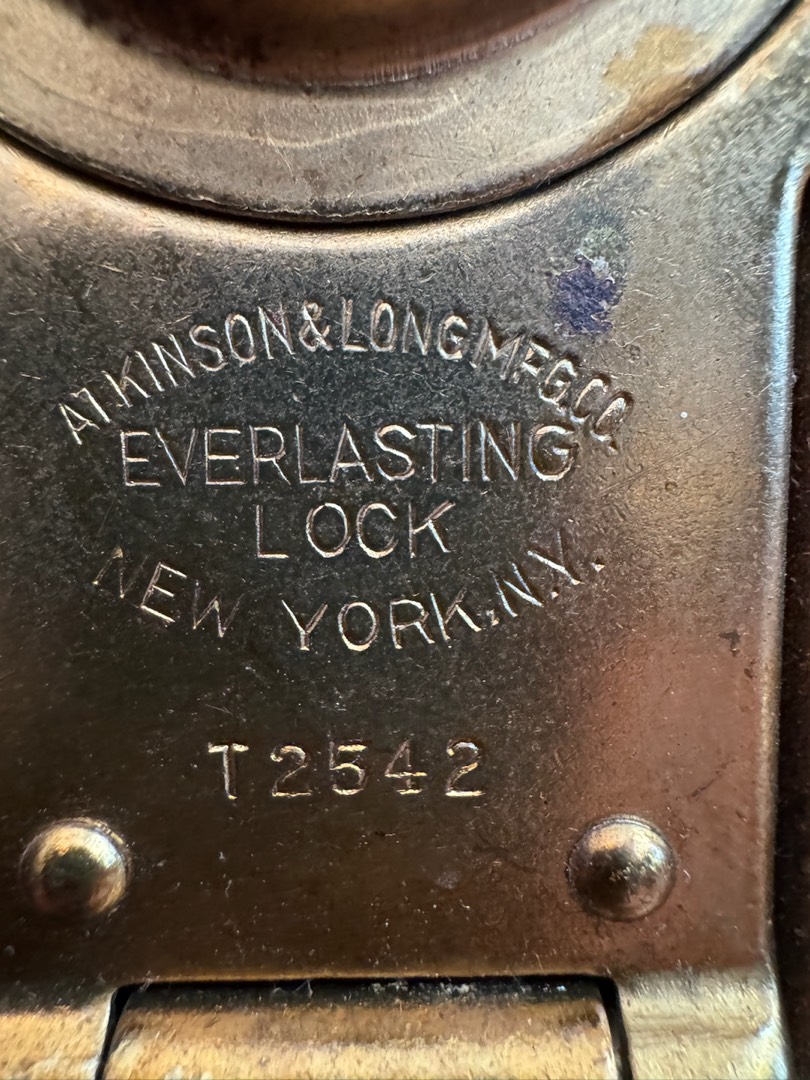 ATKINSON & LONG MFG. CO.
EVERLASTING
LOCK
NEW YORK, N.Y.
T2542